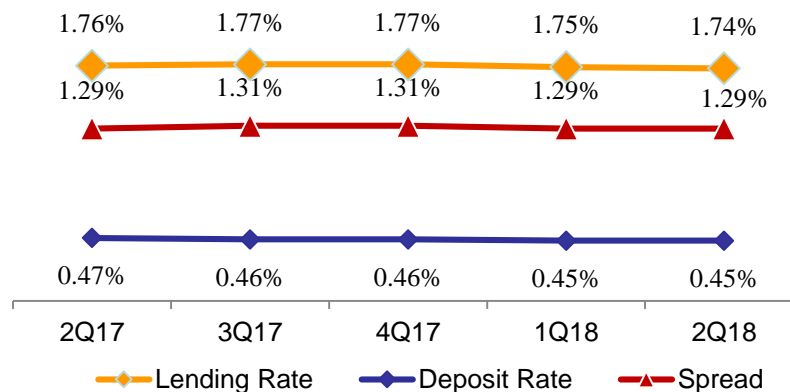 1.76% 1.77% 1.77% 1.75% 1.74%
1.29% 1.31% 1.31% 1.29% 1.29%
0.47% 0.46% 0.46% 0.45% 0.45%
2Q17 3Q17 4Q17 1Q18 2Q18
Lending Rate Deposit Rate Spread